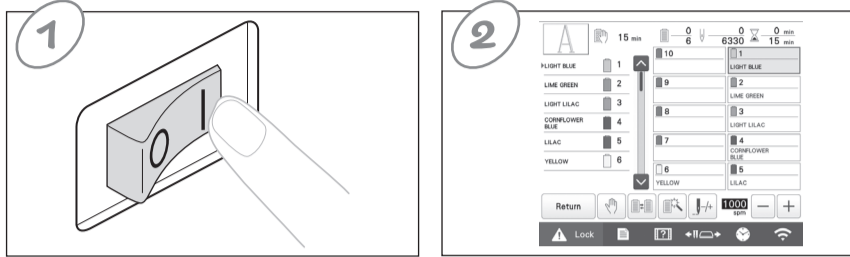 1
O I
2
A 15 min 0 6 0 6330 0 min 15 min
LIGHT BLUE 1
LIME GREEN 2
LIGHT LILAC 3
CORNFLOWER
BLUE 4
LILAC 5
YELLOW 6
10
1
LIGHT BLUE
9
2
LIME GREEN
8
3
LIGHT LILAC
7
4
CORNFLOWER
BLUE
6
YELLOW
5
LILAC
Return -/+ 1000 spm − +
Lock ?